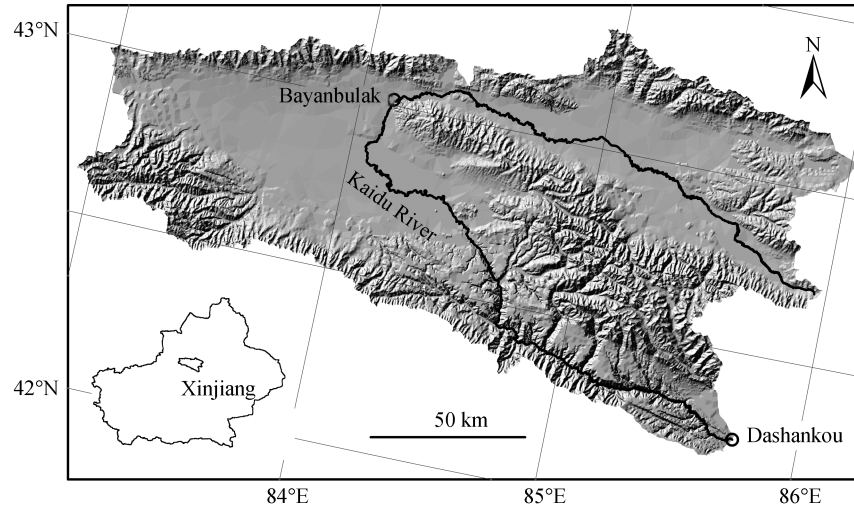 43°N
N
Bayanbulak
Kaidu River
Xinjiang
42°N
50 km
Dashankou
84°E
85°E
86°E